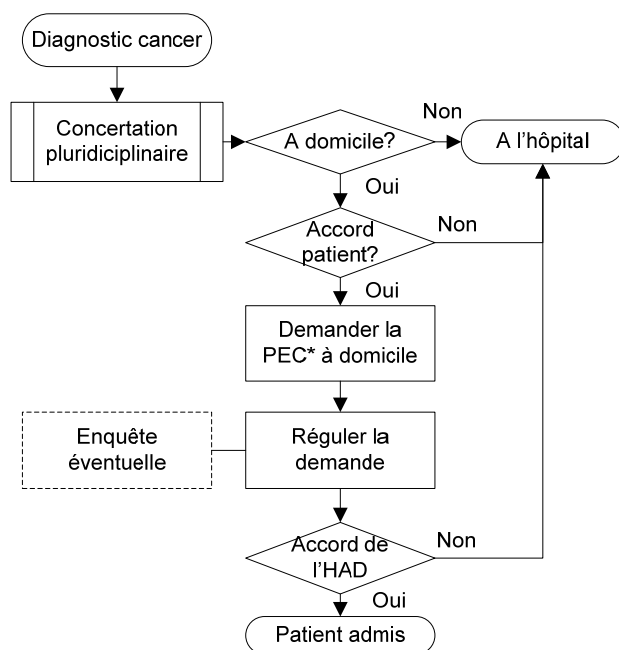 Diagnostic cancer
Concertation
pluridiciplinaire
A domicile?
Non
A l'hôpital
Oui
Accord
patient?
Non
Oui
Demander la
PEC* à domicile
Enquête
éventuelle
Réguler la
demande
Accord de
l'HAD
Non
Oui
Patient admis